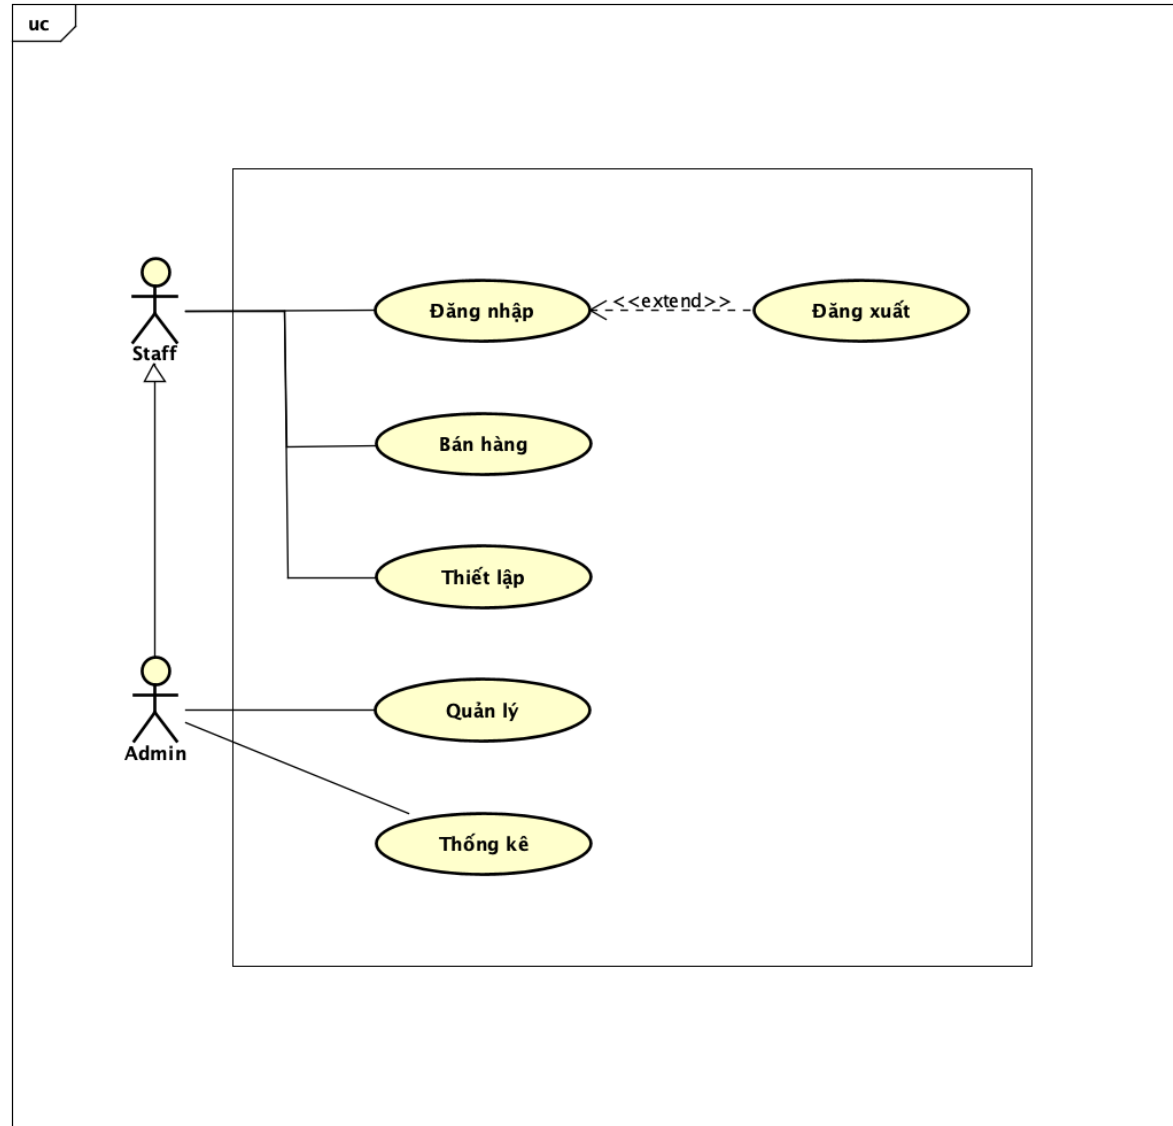 uc
Staff
Đăng nhập
<<extend>>
Đăng xuất
Bán hàng
Thiết lập
Admin
Quản lý
Thống kê